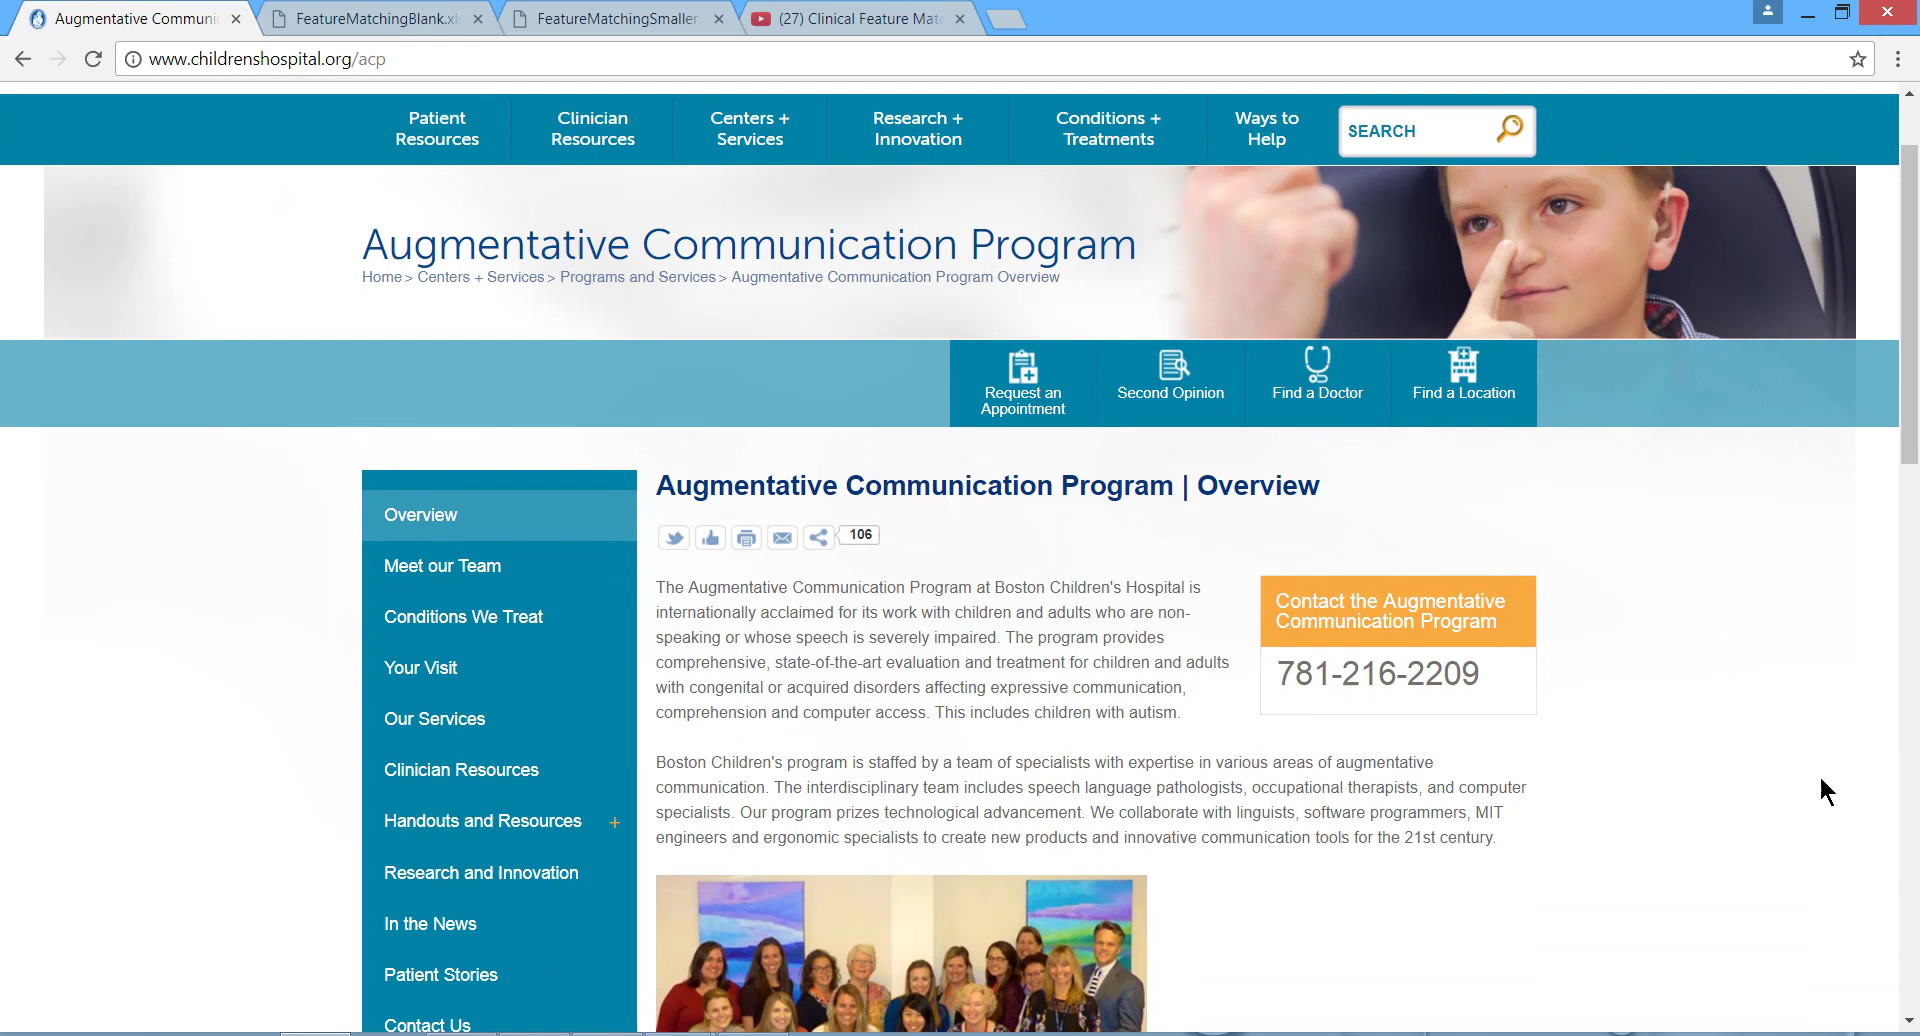 Augmentative Communic
FeatureMatchingBlank.xl
FeatureMatchingSmaller
(27) Clinical Feature Mat
www.childrenshospital.org/acp
Patient
Resources
Clinician
Resources
Centers +
Services
Research +
Innovation
Conditions +
Treatments
Ways to
Help
SEARCH
Augmentative Communication Program
Home > Centers + Services > Programs and Services > Augmentative Communication Program Overview
Request an
Appointment
Second Opinion
Find a Doctor
Find a Location
Overview
Meet our Team
Conditions We Treat
Your Visit
Our Services
Clinician Resources
Handouts and Resources +
Research and Innovation
In the News
Patient Stories
Contact Us
Augmentative Communication Program | Overview
106
The Augmentative Communication Program at Boston Children's Hospital is
internationally acclaimed for its work with children and adults who are non-
speaking or whose speech is severely impaired. The program provides
comprehensive, state-of-the-art evaluation and treatment for children and adults
with congenital or acquired disorders affecting expressive communication,
comprehension and computer access. This includes children with autism.
Contact the Augmentative
Communication Program
781-216-2209
Boston Children's program is staffed by a team of specialists with expertise in various areas of augmentative
communication. The interdisciplinary team includes speech language pathologists, occupational therapists, and computer
specialists. Our program prizes technological advancement. We collaborate with linguists, software programmers, MIT
engineers and ergonomic specialists to create new products and innovative communication tools for the 21st century.